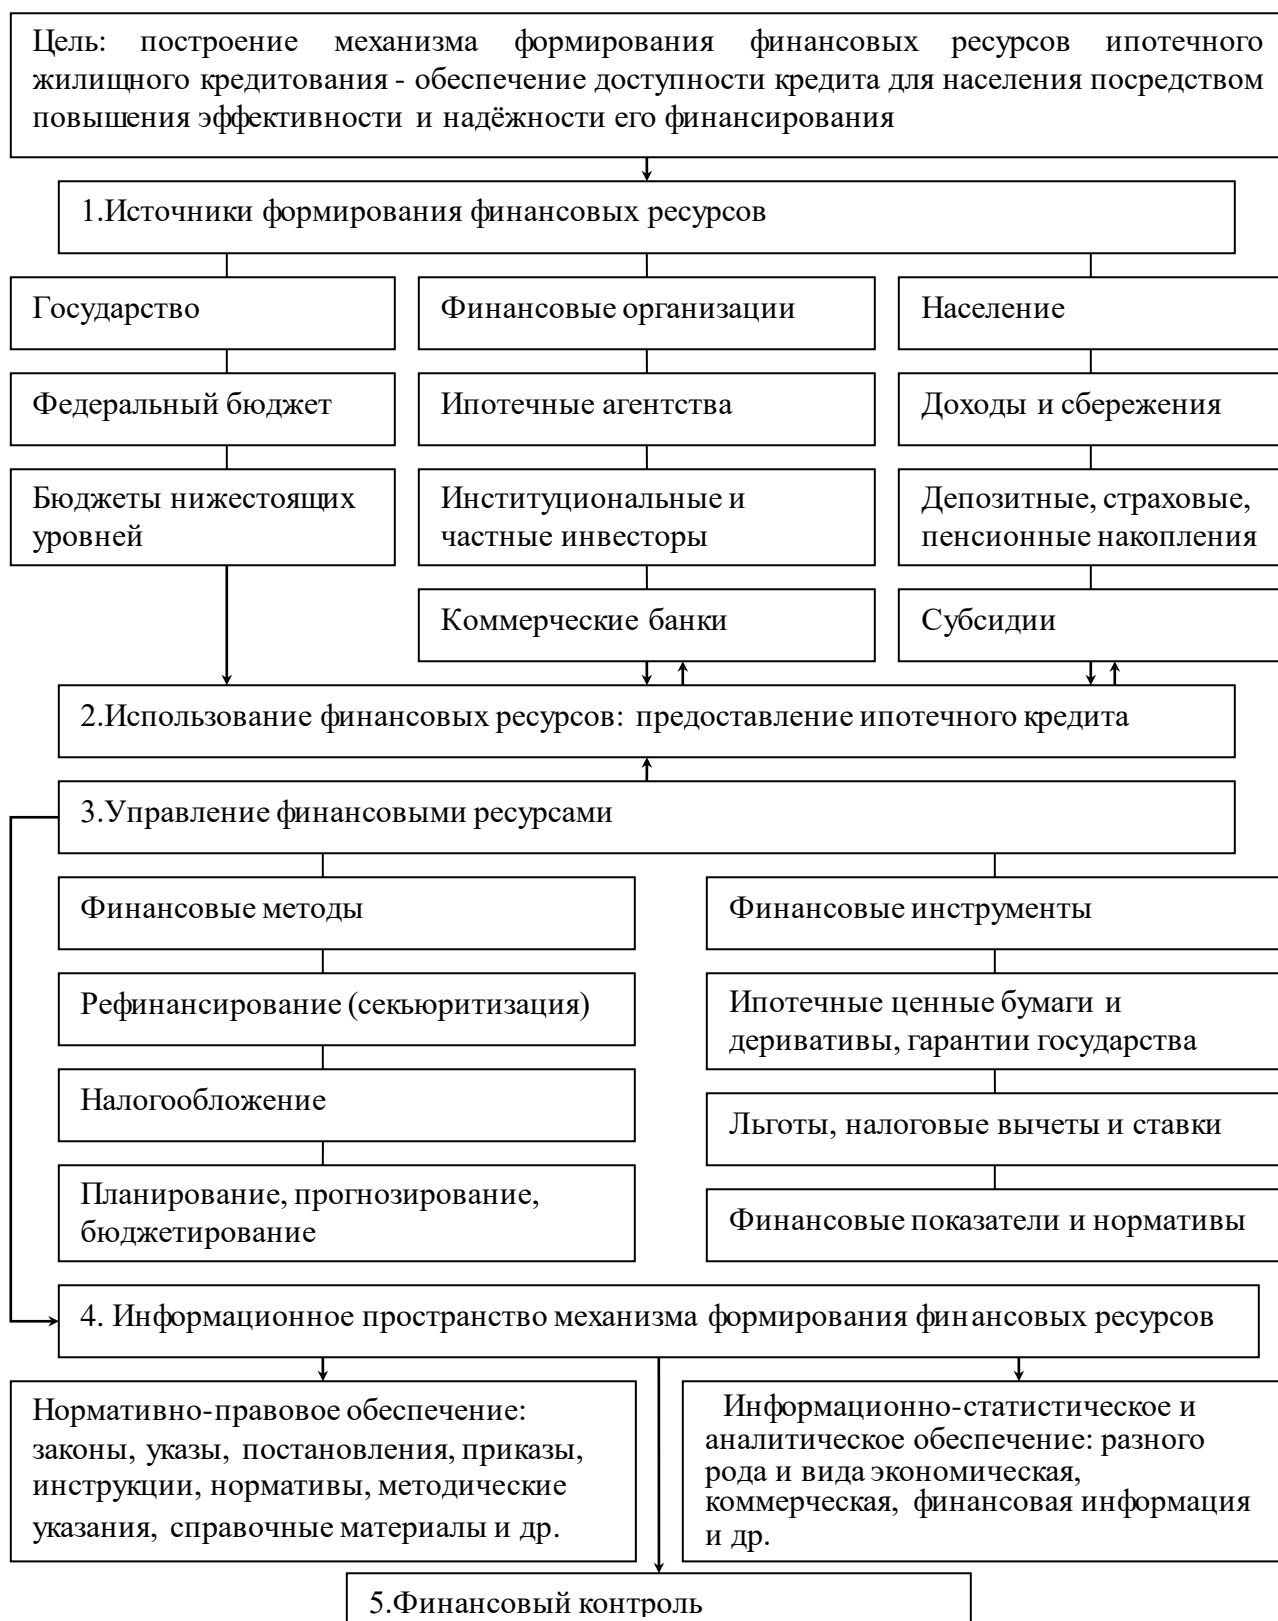 Цель: построение механизма формирования финансовых ресурсов ипотечного
жилищного кредитования - обеспечение доступности кредита для населения посредством
повышения эффективности и надёжности его финансирования
1.Источники формирования финансовых ресурсов
Государство
Финансовые организации
Население
Федеральный бюджет
Ипотечные агентства
Доходы и сбережения
Бюджеты нижестоящих
уровней
Институциональные и
частные инвесторы
Депозитные, страховые,
пенсионные накопления
Коммерческие банки
Субсидии
2.Использование финансовых ресурсов: предоставление ипотечного кредита
3.Управление финансовыми ресурсами
Финансовые методы
Финансовые инструменты
Рефинансирование (секьюритизация)
Ипотечные ценные бумаги и
деривативы, гарантии государства
Налогообложение
Льготы, налоговые вычеты и ставки
Планирование, прогнозирование,
бюджетирование
Финансовые показатели и нормативы
4. Информационное пространство механизма формирования финансовых ресурсов
Нормативно-правовое обеспечение:
законы, указы, постановления, приказы,
инструкции, нормативы, методические
указания, справочные материалы и др.
Информационно-статистическое и
аналитическое обеспечение: разного
рода и вида экономическая,
коммерческая, финансовая информация
и др.
5.Финансовый контроль